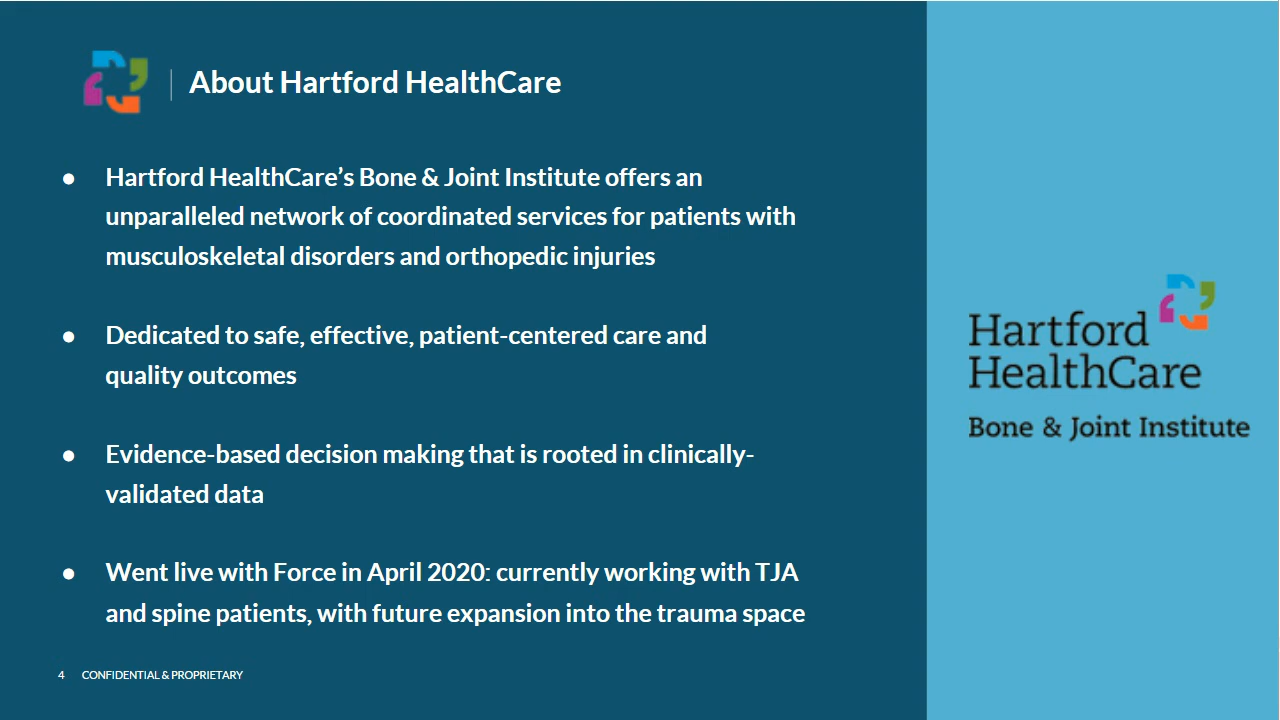 About Hartford HealthCare
● Hartford HealthCare’s Bone & Joint Institute offers an
unparalleled network of coordinated services for patients with
musculoskeletal disorders and orthopedic injuries
● Dedicated to safe, effective, patient-centered care and
quality outcomes
● Evidence-based decision making that is rooted in clinically-
validated data
● Went live with Force in April 2020: currently working with TJA
and spine patients, with future expansion into the trauma space
4 CONFIDENTIAL & PROPRIETARY
Hartford
HealthCare
Bone & Joint Institute